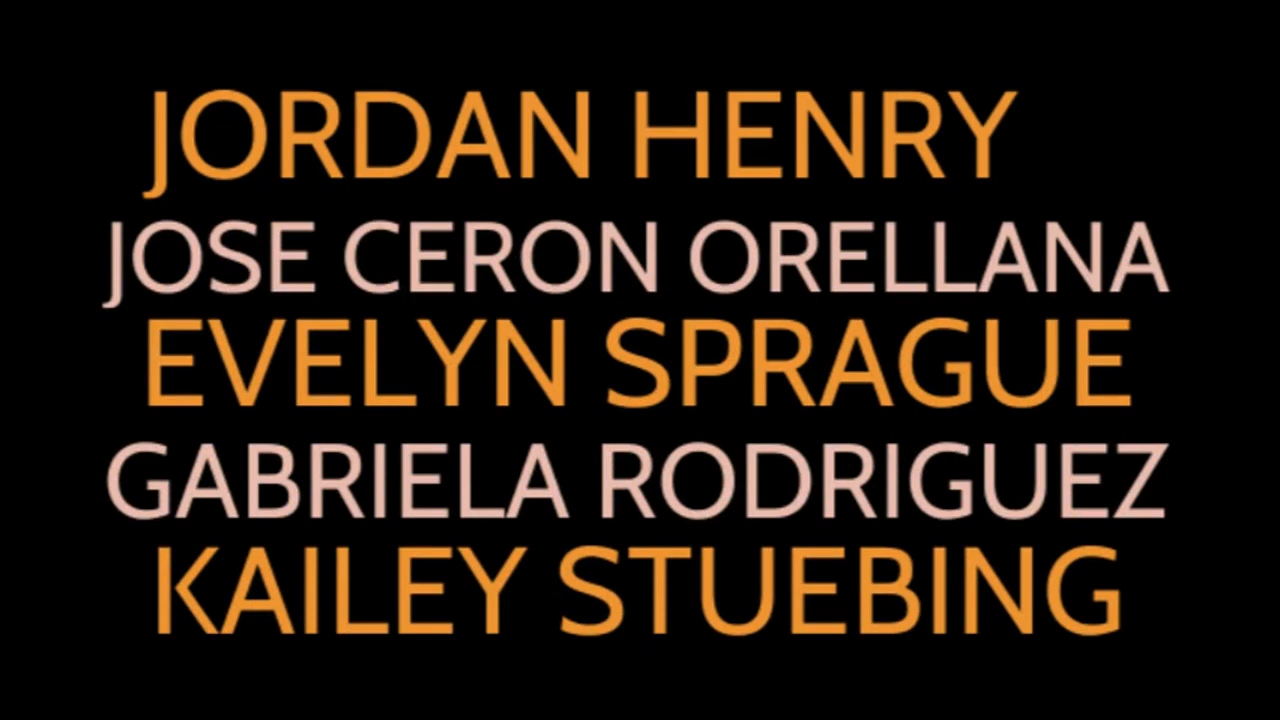 JORDAN HENRY
JOSE CERON ORELLANA
EVELYN SPRAGUE
GABRIELA RODRIGUEZ
KAILEY STUEBING